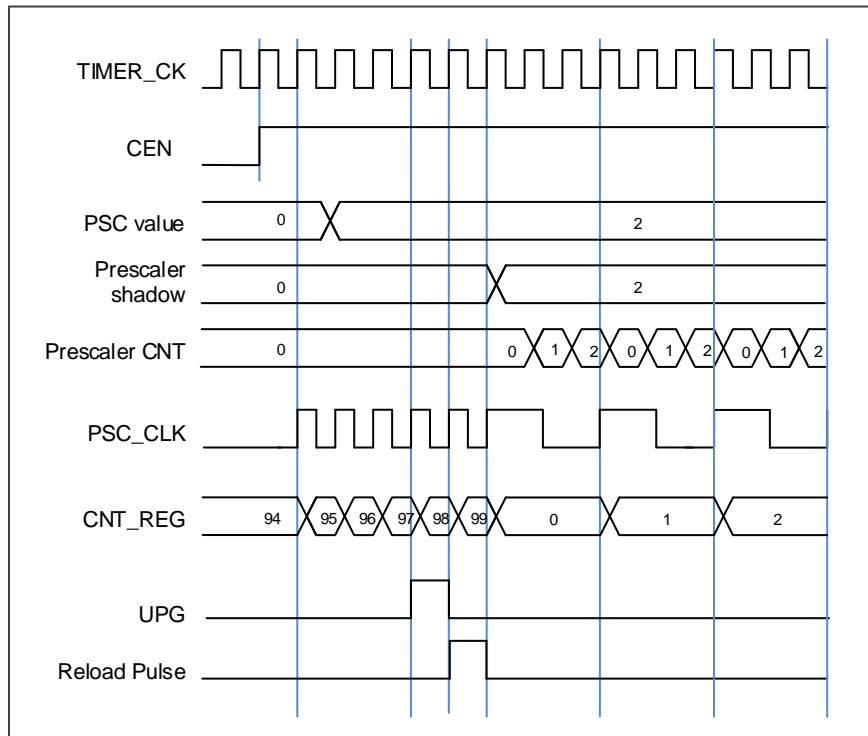 TIMER_CK
CEN
PSC value 0 2
Prescaler
shadow 0 2
Prescaler CNT 0 0 1 2 0 1 2 0 1 2
PSC_CLK
CNT_REG 94 95 96 97 98 99 0 1 2
UPG
Reload Pulse